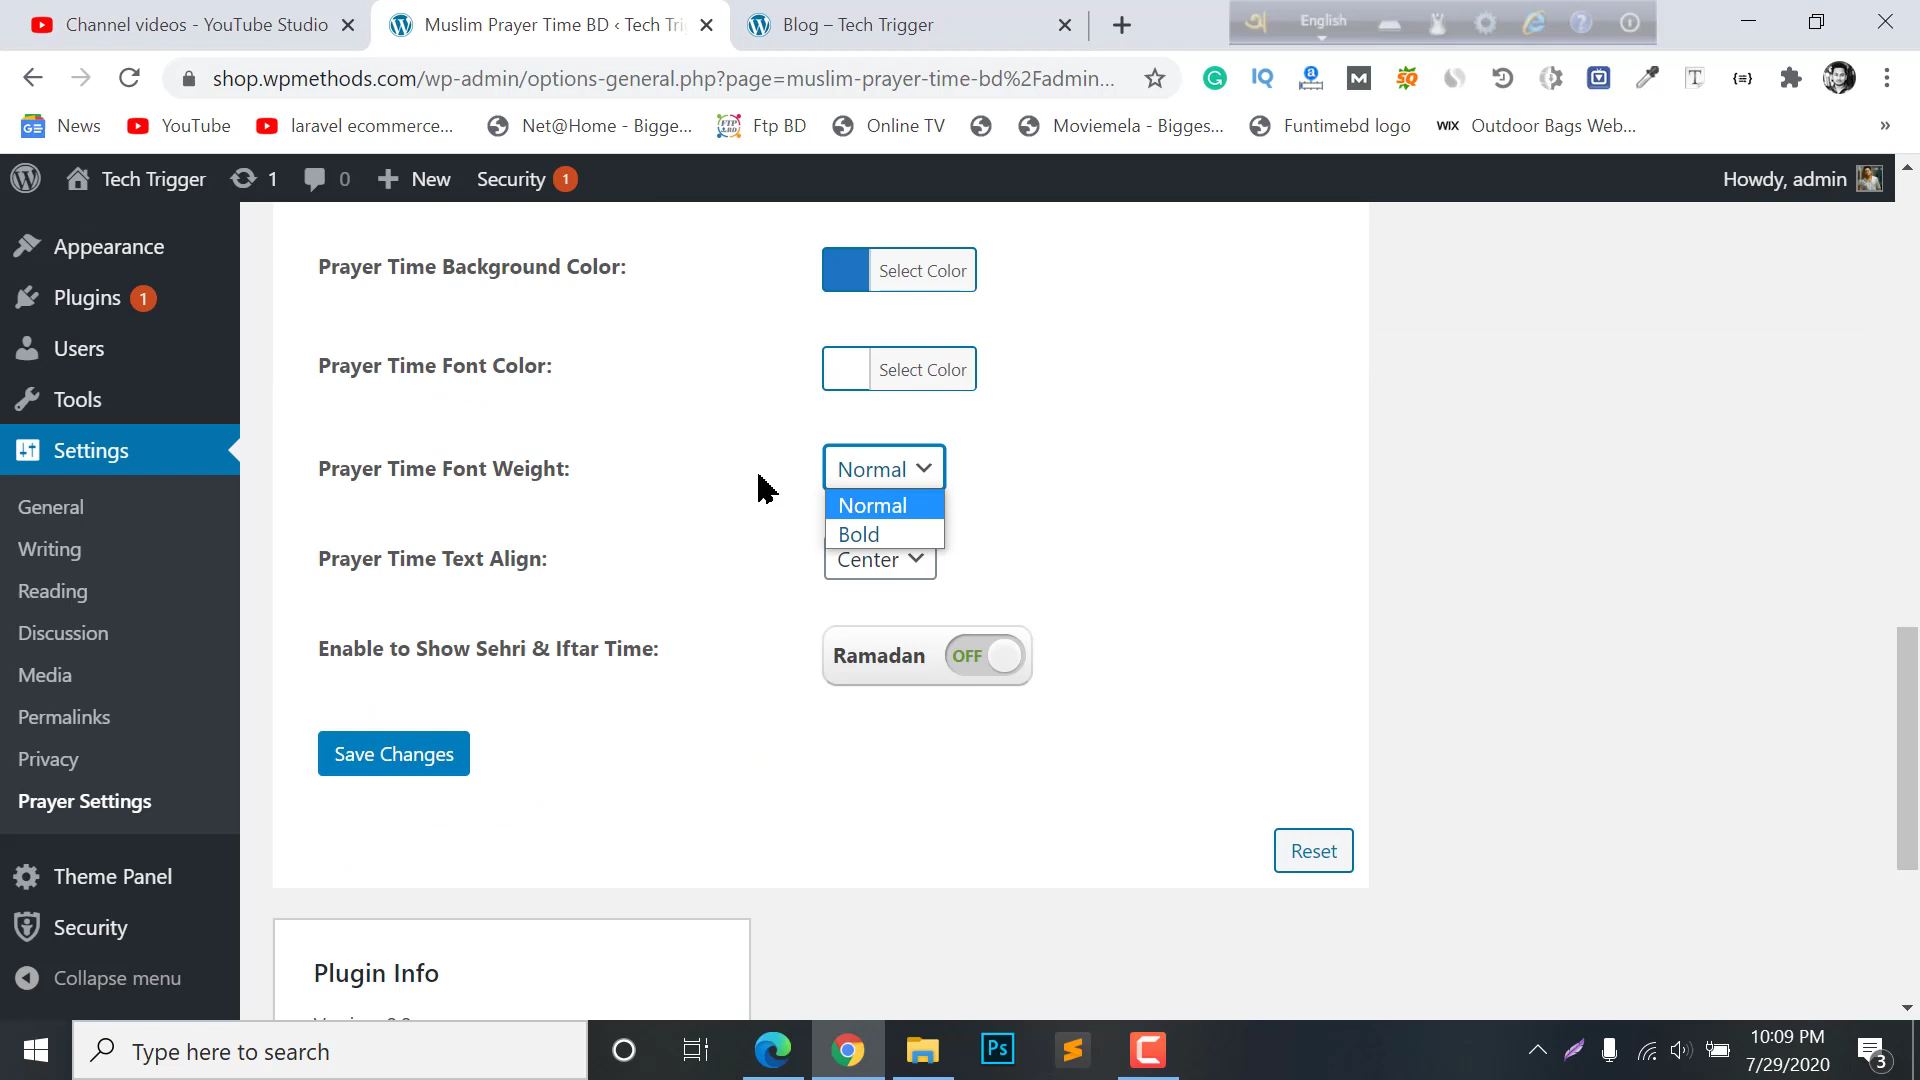 Channel videos - YouTube Studio
Muslim Prayer Time BD ‹ Tech Tri
Blog – Tech Trigger
English
shop.wpmethods.com/wp-admin/options-general.php?page=muslim-prayer-time-bd%2Fadmin...
News
YouTube
laravel ecommerce...
Net@Home - Bigge...
Ftp BD
Online TV
Moviemela - Bigges...
Funtimebd logo
WIX Outdoor Bags Web...
»
Tech Trigger
1
0
New
Security 1
Howdy, admin
Appearance
Plugins 1
Users
Tools
Settings
General
Writing
Reading
Discussion
Media
Permalinks
Privacy
Prayer Settings
Theme Panel
Security
Collapse menu
Prayer Time Background Color:
Select Color
Prayer Time Font Color:
Select Color
Prayer Time Font Weight:
Normal
Normal
Bold
Prayer Time Text Align:
Center
Enable to Show Sehri & Iftar Time:
Ramadan OFF
Save Changes
Reset
Plugin Info
Type here to search
Ps
10:09 PM
7/29/2020
3